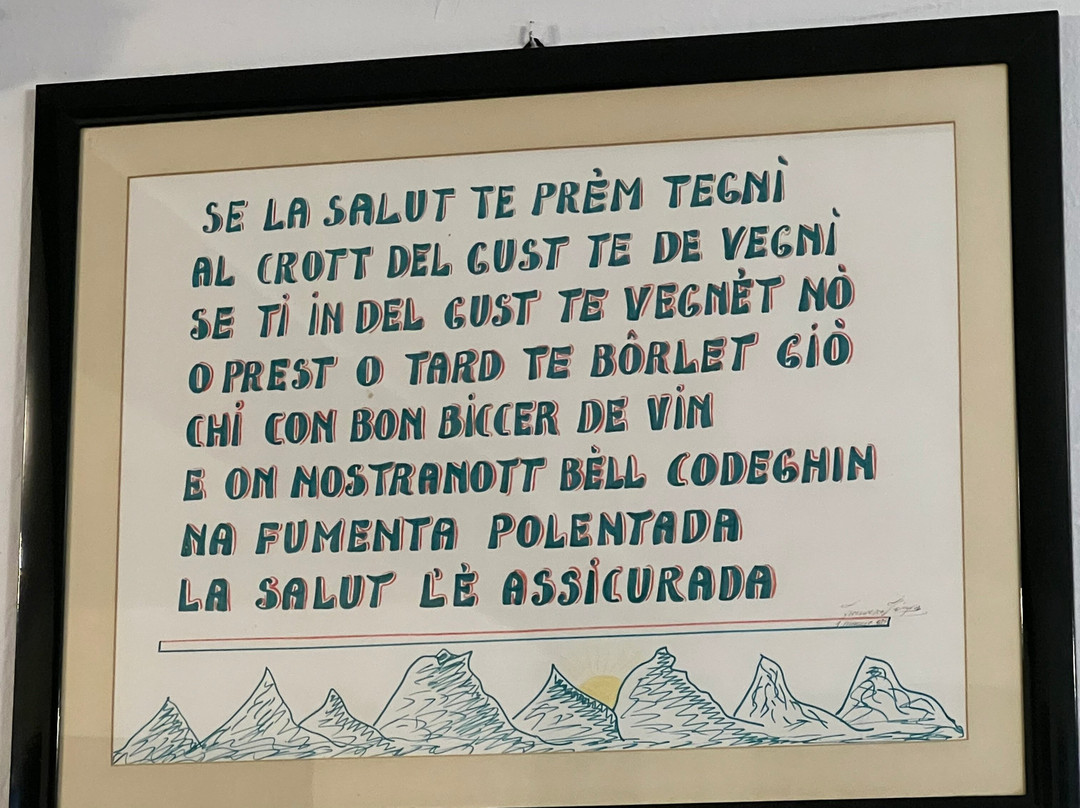 SE LA SALUT TE PRÈM TEGNÌ
AL CROTT DEL GUST TE DE VEGNÌ
SE TI IN DEL GUST TE VEGNÉT NÒ
O PREST O TARD TE BÔRLET GIÒ
CHI CON BON BICCER DE VIN
E ON NOSTRANOTT BÈLL CODEGHIN
NA FUMENTA POLENTADA
LA SALUT L'È ASSICURADA